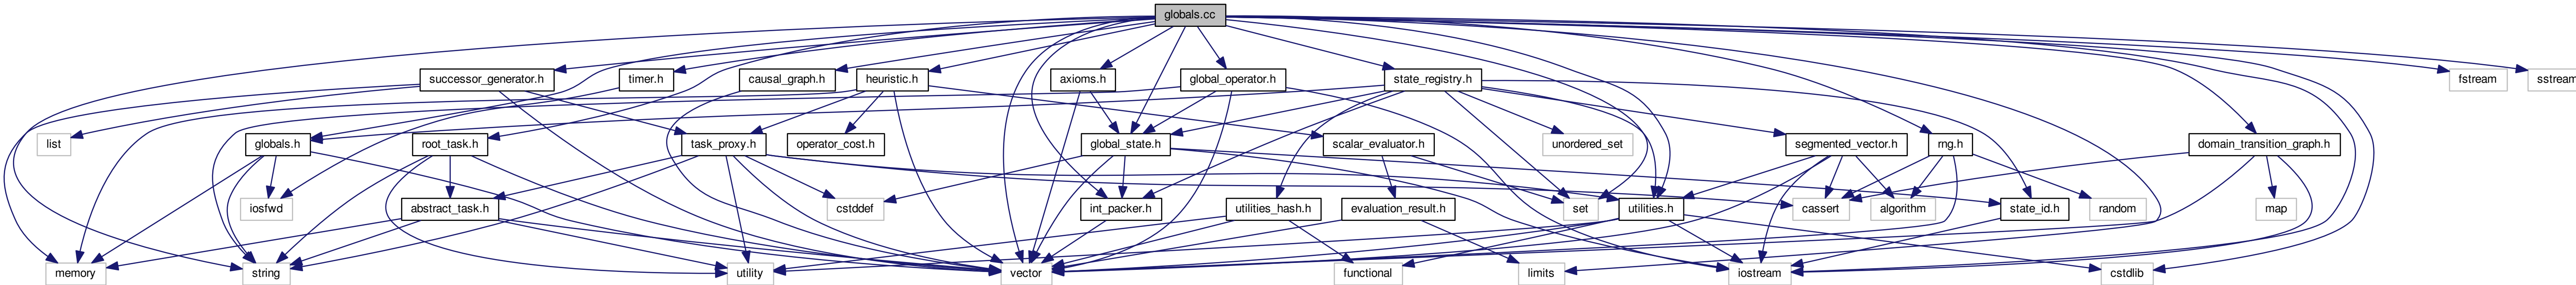 globals.cc
successor_generator.h
timer.h
causal_graph.h
heuristic.h
axioms.h
global_operator.h
state_registry.h
fstream
sstream
list
globals.h
root_task.h
task_proxy.h
operator_cost.h
global_state.h
scalar_evaluator.h
unordered_set
segmented_vector.h
rng.h
domain_transition_graph.h
iosfwd
abstract_task.h
cstddef
int_packer.h
utilities_hash.h
evaluation_result.h
set
utilities.h
cassert
algorithm
state_id.h
random
map
memory
string
utility
vector
functional
limits
iostream
cstdlib